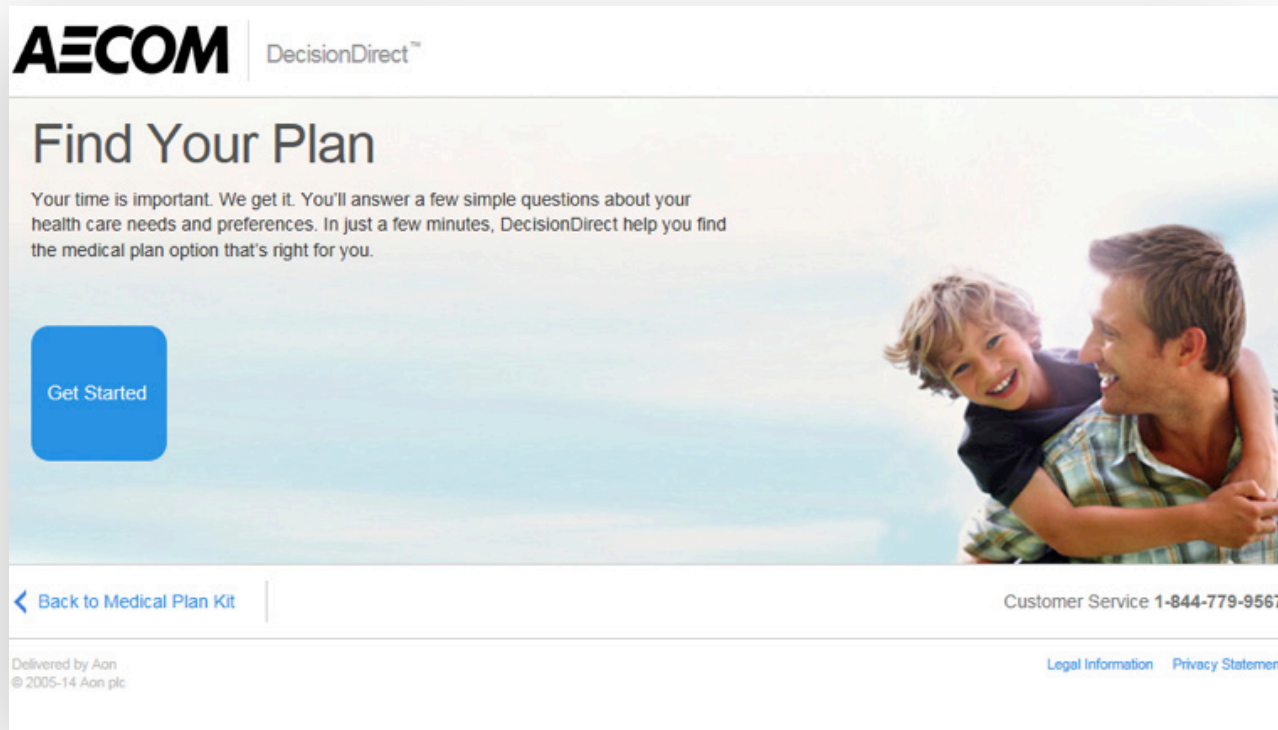 AECOM DecisionDirect™
Find Your Plan
Your time is important. We get it. You'll answer a few simple questions about your
health care needs and preferences. In just a few minutes, DecisionDirect help you find
the medical plan option that's right for you.
Get Started
Back to Medical Plan Kit
Customer Service 1-844-779-9567
Delivered by Aon
© 2005-14 Aon plc
Legal Information Privacy Statemen